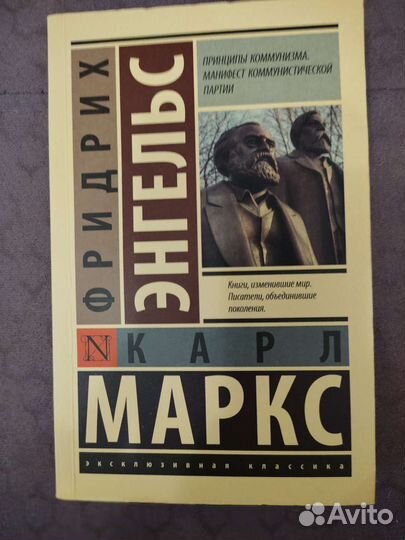 ПРИНЦИПЫ КОММУНИЗМА.
МАНИФЕСТ КОММУНИСТИЧЕСКОЙ
ПАРТИИ
ФРИДРИХ
ЭНГЕЛЬС
Книги, изменившие мир.
Писатели, объединившие
поколения.
N
КАРЛ
МАРКС
эксклюзивная классика
Avito